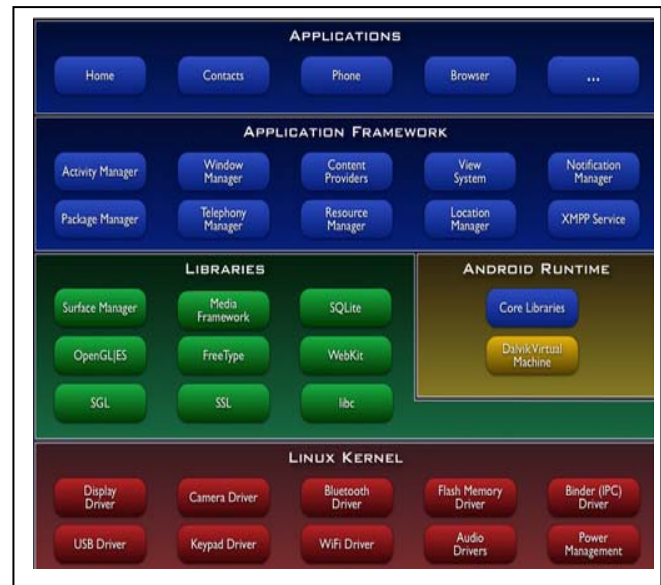 APPLICATIONS
Home Contacts Phone Browser ...
APPLICATION FRAMEWORK
Activity Manager Window Manager Content Providers View System Notification Manager
Package Manager Telephony Manager Resource Manager Location Manager XMPP Service
LIBRARIES
Surface Manager Media Framework SQLite
OpenGL|ES FreeType WebKit
SGL SSL libc
ANDROID RUNTIME
Core Libraries
Dalvik Virtual Machine
LINUX KERNEL
Display Driver Camera Driver Bluetooth Driver Flash Memory Driver Binder (IPC) Driver
USB Driver Keypad Driver WiFi Driver Audio Drivers Power Management